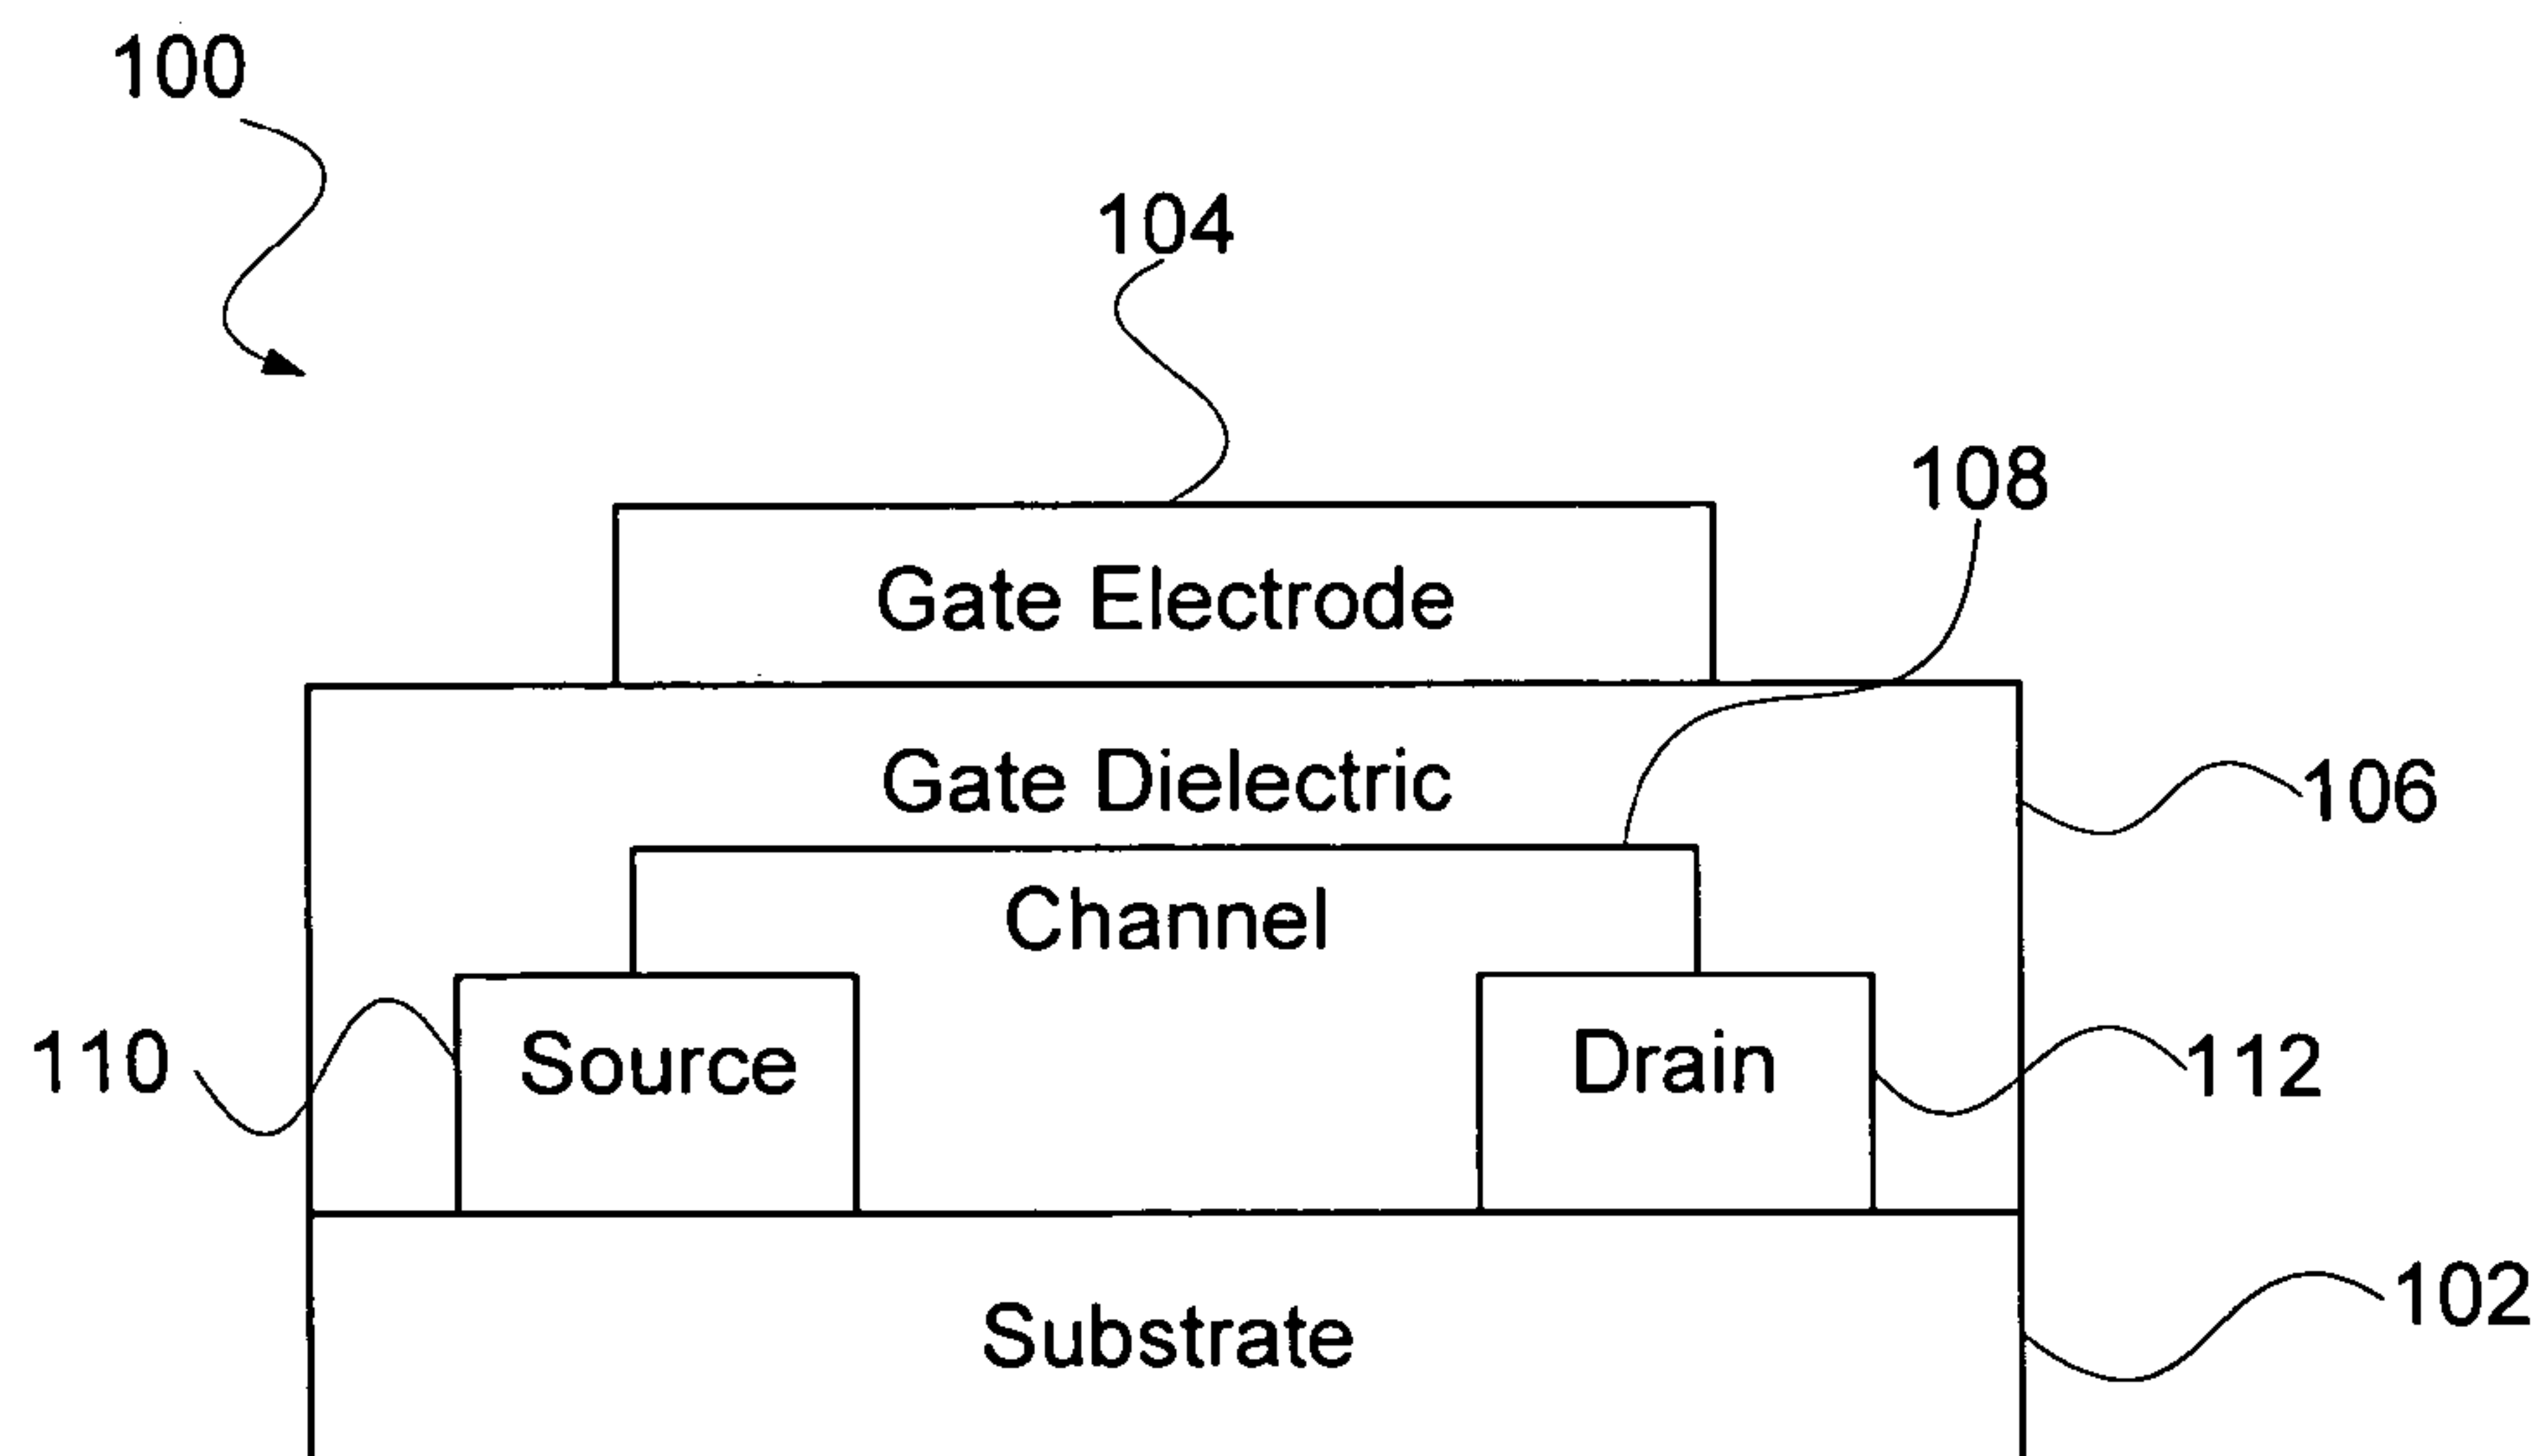 100
104
108
Gate Electrode
Gate Dielectric
106
Channel
110
Source
Drain
112
Substrate
102